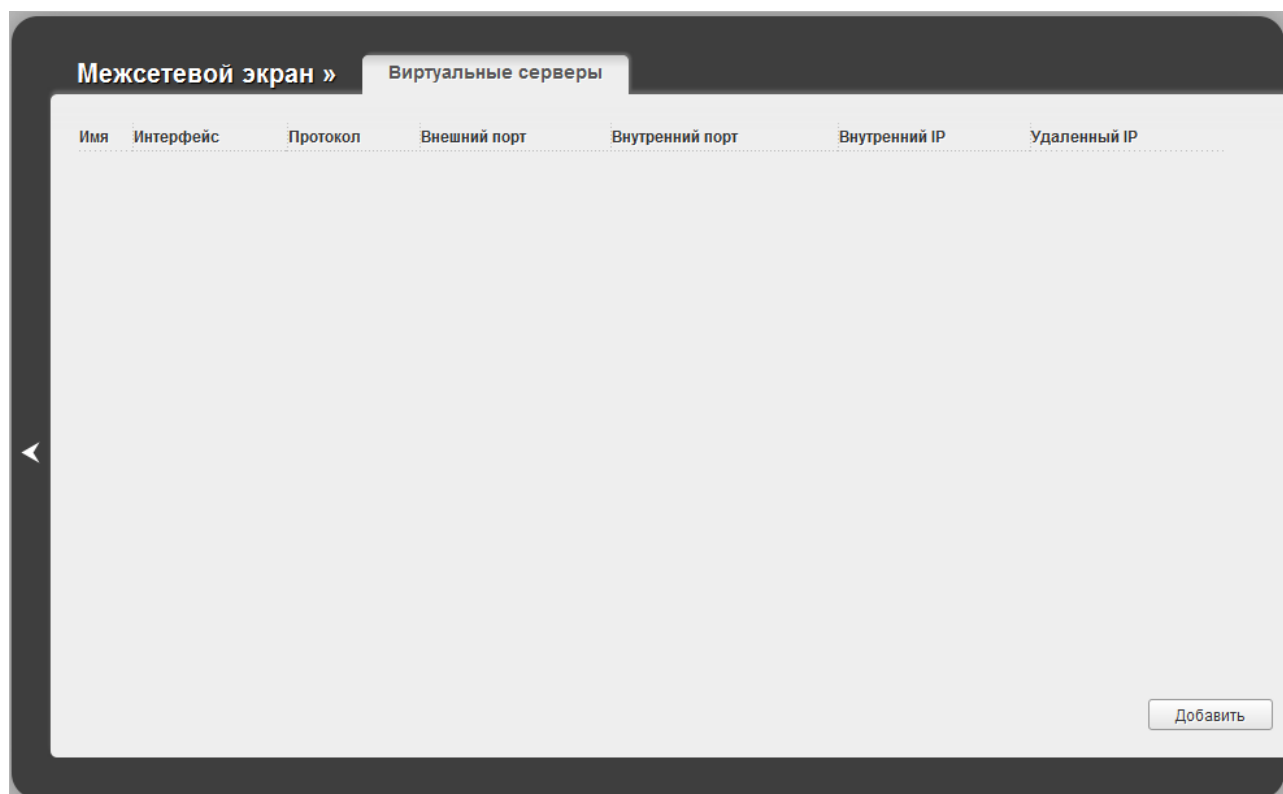 Межсетевой экран » Виртуальные серверы
Имя Интерфейс Протокол Внешний порт Внутренний порт Внутренний IP Удаленный IP
Добавить